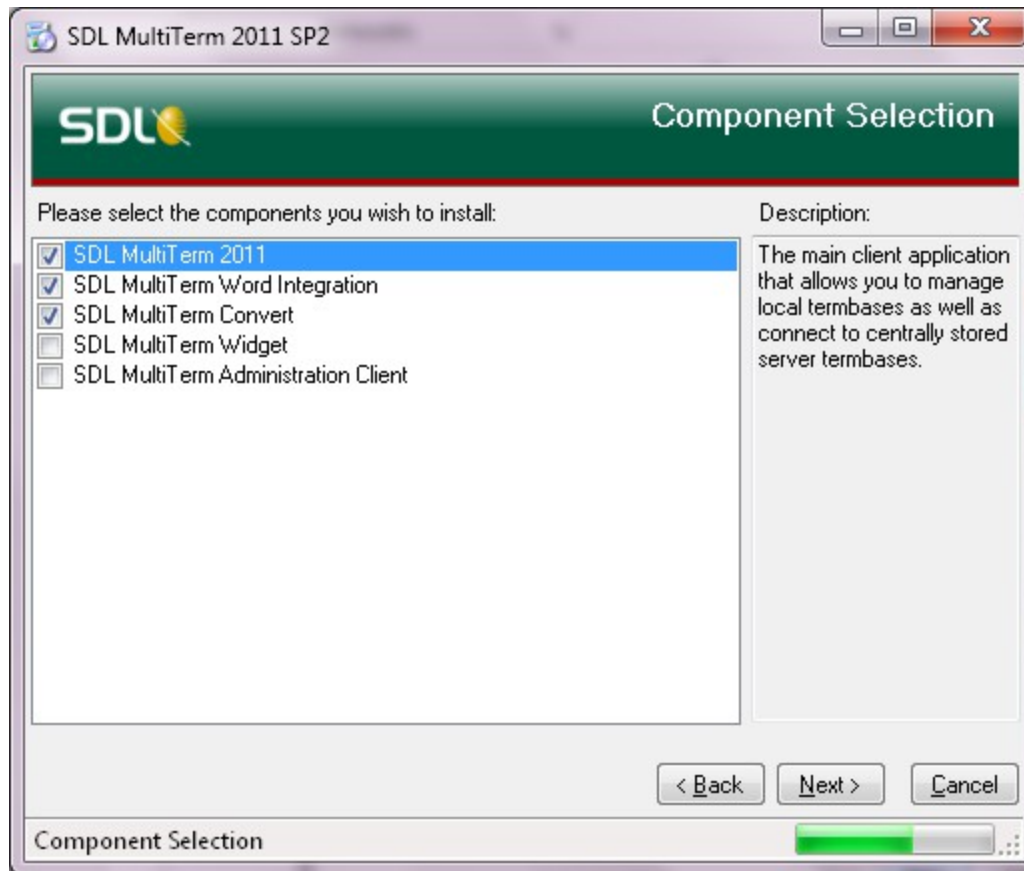 SDL MultiTerm 2011 SP2
SDL
Component Selection
Please select the components you wish to install:
Description:
SDL MultiTerm 2011
SDL MultiTerm Word Integration
SDL MultiTerm Convert
SDL MultiTerm Widget
SDL MultiTerm Administration Client
The main client application
that allows you to manage
local termbases as well as
connect to centrally stored
server termbases.
< Back
Next >
Cancel
Component Selection